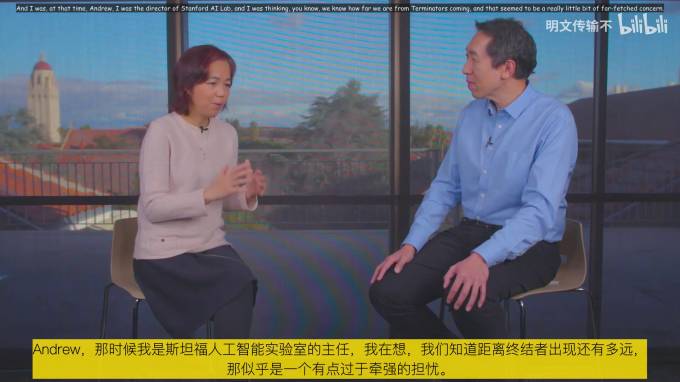 And I was, at that time, Andrew, I was the director of Stanford AI Lab, and I was thinking, you know, we know how far we are from Terminators coming, and that seemed to be a really little bit of far-fetched concern.
明文传输不 bilibili
Andrew，那时候我是斯坦福人工智能实验室的主任，我在想，我们知道距离终结者出现还有多远，
那似乎是一个有点过于牵强的担忧。